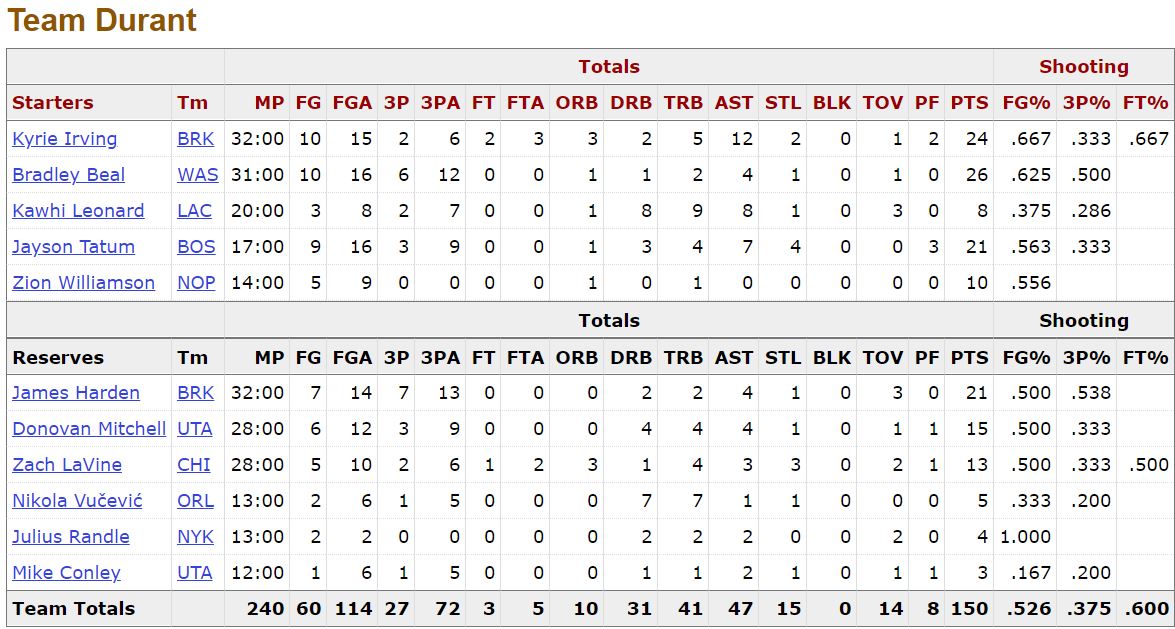 Team Durant
Totals Shooting
Starters Tm MP FG FGA 3P 3PA FT FTA ORB DRB TRB AST STL BLK TOV PF PTS FG% 3P% FT%
Kyrie Irving BRK 32:00 10 15 2 6 2 3 3 2 5 12 2 0 1 2 24 .667 .333 .667
Bradley Beal WAS 31:00 10 16 6 12 0 0 1 1 2 4 1 0 1 0 26 .625 .500
Kawhi Leonard LAC 20:00 3 8 2 7 0 0 1 8 9 8 1 0 3 0 8 .375 .286
Jayson Tatum BOS 17:00 9 16 3 9 0 0 1 3 4 7 4 0 0 3 21 .563 .333
Zion Williamson NOP 14:00 5 9 0 0 0 0 1 0 1 0 0 0 0 0 10 .556
Totals Shooting
Reserves Tm MP FG FGA 3P 3PA FT FTA ORB DRB TRB AST STL BLK TOV PF PTS FG% 3P% FT%
James Harden BRK 32:00 7 14 7 13 0 0 0 2 2 4 1 0 3 0 21 .500 .538
Donovan Mitchell UTA 28:00 6 12 3 9 0 0 0 4 4 4 1 0 1 1 15 .500 .333
Zach LaVine CHI 28:00 5 10 2 6 1 2 3 1 4 3 3 0 2 1 13 .500 .333 .500
Nikola Vučević ORL 13:00 2 6 1 5 0 0 0 7 7 1 1 0 0 0 5 .333 .200
Julius Randle NYK 13:00 2 2 0 0 0 0 0 2 2 2 0 0 2 0 4 1.000
Mike Conley UTA 12:00 1 6 1 5 0 0 0 1 1 2 1 0 1 1 3 .167 .200
Team Totals 240 60 114 27 72 3 5 10 31 41 47 15 0 14 8 150 .526 .375 .600